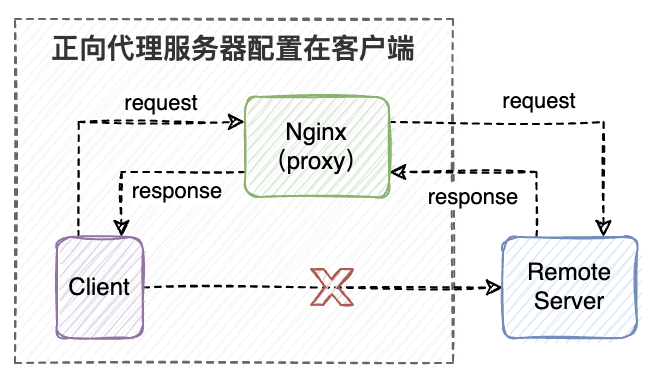 正向代理服务器配置在客户端
request
request
Nginx
（proxy）
response
response
Client
X
Remote
Server